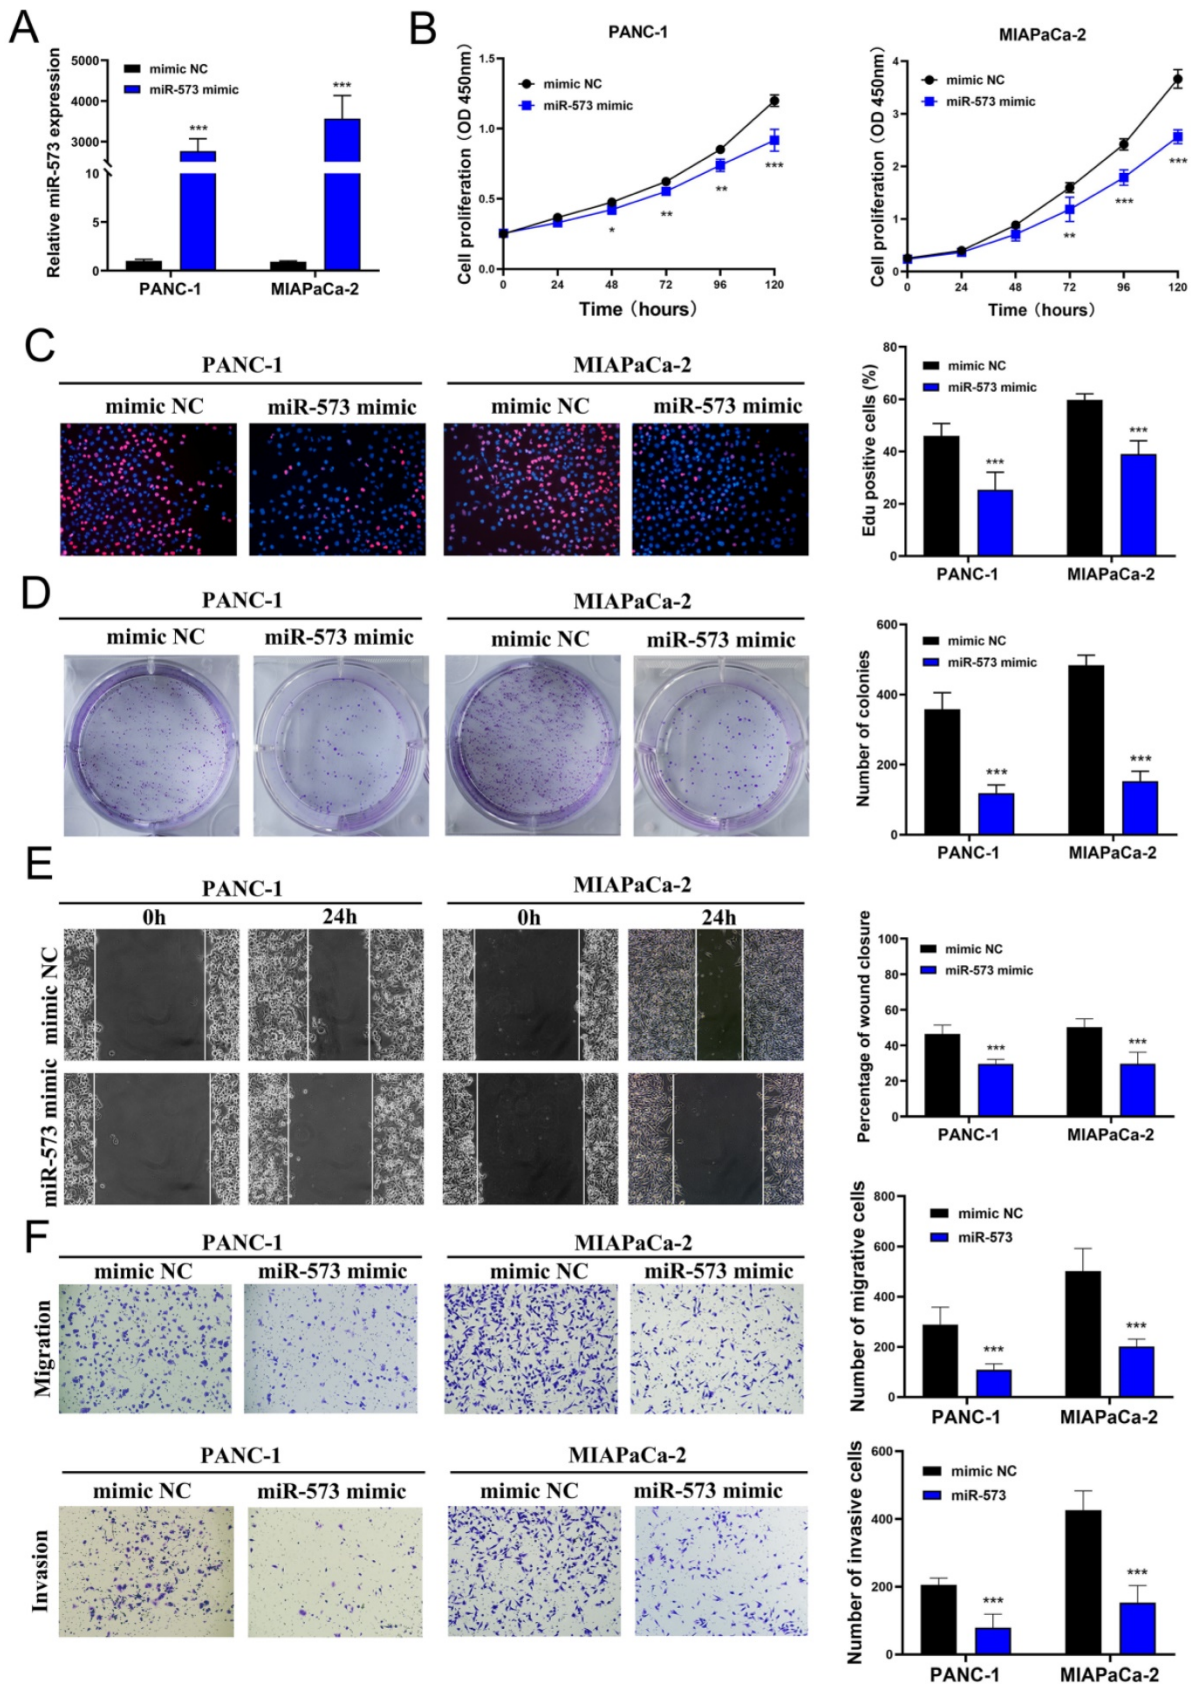 A
Relative miR-573 expression
5000
4000
3000
10
5
0
mimic NC
miR-573 mimic
***
***
PANC-1
MIAPaCa-2
B
PANC-1
Cell proliferation (OD 450nm)
1.5
1.0
0.5
0.0
mimic NC
miR-573 mimic
*
**
**
***
0 24 48 72 96 120
Time (hours)
MIAPaCa-2
Cell proliferation (OD 450nm)
4
3
2
1
0
mimic NC
miR-573 mimic
**
***
***
0 24 48 72 96 120
Time (hours)
C
PANC-1
MIAPaCa-2
mimic NC
miR-573 mimic
mimic NC
miR-573 mimic
Edu positive cells (%)
80
60
40
20
0
mimic NC
miR-573 mimic
***
***
PANC-1
MIAPaCa-2
D
PANC-1
MIAPaCa-2
mimic NC
miR-573 mimic
mimic NC
miR-573 mimic
Number of colonies
600
400
200
0
mimic NC
miR-573 mimic
***
***
PANC-1
MIAPaCa-2
E
PANC-1
MIAPaCa-2
0h
24h
0h
24h
mimic NC
miR-573 mimic
Percentage of wound closure
100
80
60
40
20
0
mimic NC
miR-573 mimic
***
***
PANC-1
MIAPaCa-2
F
PANC-1
MIAPaCa-2
mimic NC
miR-573 mimic
mimic NC
miR-573 mimic
Migration
Number of migrative cells
800
600
400
200
0
mimic NC
miR-573
***
***
PANC-1
MIAPaCa-2
PANC-1
MIAPaCa-2
mimic NC
miR-573 mimic
mimic NC
miR-573 mimic
Invasion
Number of invasive cells
600
400
200
0
mimic NC
miR-573
***
***
PANC-1
MIAPaCa-2